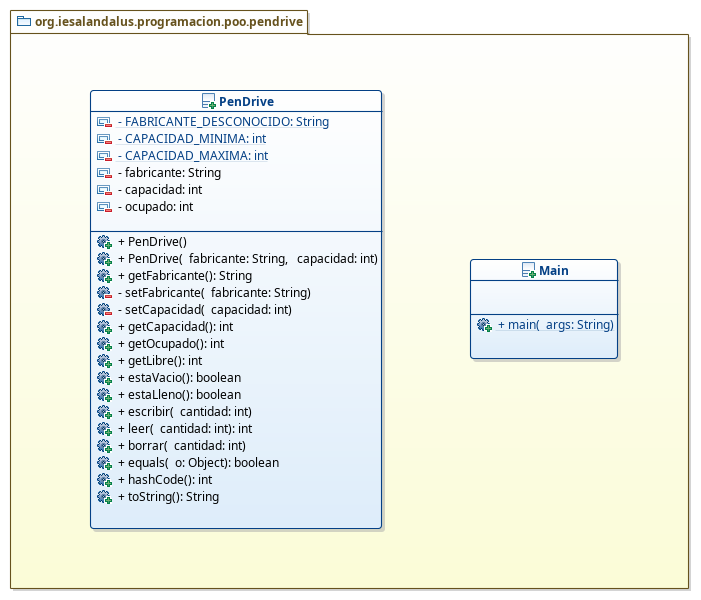 org.iesalandalus.programacion.poo.pendrive
PenDrive
- FABRICANTE_DESCONOCIDO: String
- CAPACIDAD_MINIMA: int
- CAPACIDAD_MAXIMA: int
- fabricante: String
- capacidad: int
- ocupado: int
+ PenDrive()
+ PenDrive( fabricante: String, capacidad: int)
+ getFabricante(): String
- setFabricante( fabricante: String)
- setCapacidad( capacidad: int)
+ getCapacidad(): int
+ getOcupado(): int
+ getLibre(): int
+ estaVacio(): boolean
+ estaLleno(): boolean
+ escribir( cantidad: int)
+ leer( cantidad: int): int
+ borrar( cantidad: int)
+ equals( o: Object): boolean
+ hashCode(): int
+ toString(): String
Main
+ main( args: String)